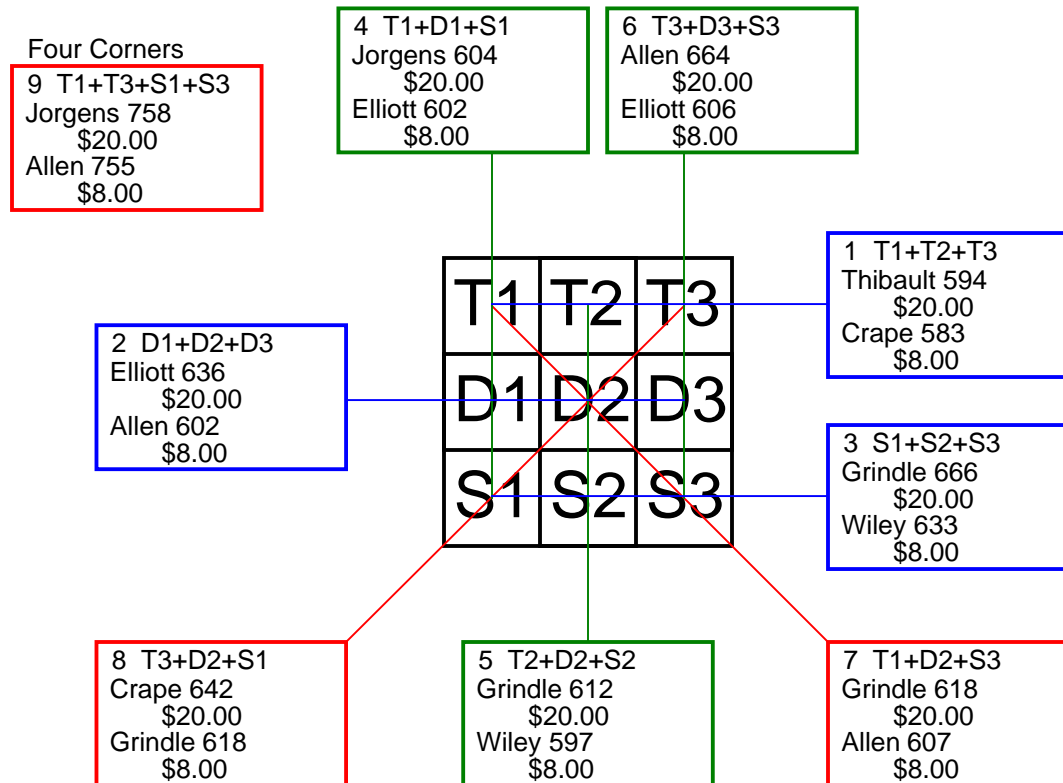 Four Corners
9 T1+T3+S1+S3
Jorgens 758
$20.00
Allen 755
$8.00
4 T1+D1+S1
Jorgens 604
$20.00
Elliott 602
$8.00
6 T3+D3+S3
Allen 664
$20.00
Elliott 606
$8.00
1 T1+T2+T3
Thibault 594
$20.00
Crape 583
$8.00
2 D1+D2+D3
Elliott 636
$20.00
Allen 602
$8.00
T1 T2 T3
D1 D2 D3
S1 S2 S3
3 S1+S2+S3
Grindle 666
$20.00
Wiley 633
$8.00
8 T3+D2+S1
Crape 642
$20.00
Grindle 618
$8.00
5 T2+D2+S2
Grindle 612
$20.00
Wiley 597
$8.00
7 T1+D2+S3
Grindle 618
$20.00
Allen 607
$8.00